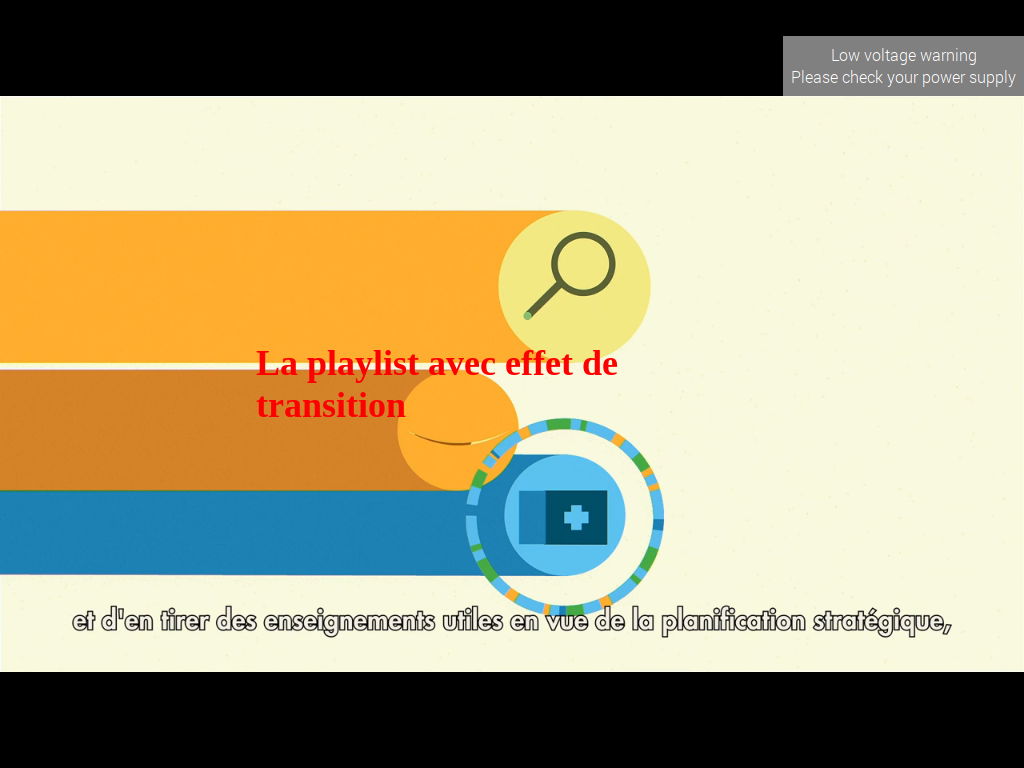 Low voltage warning
Please check your power supply
La playlist avec effet de
transition
et d'en tirer des enseignements utiles en vue de la planification stratégique,